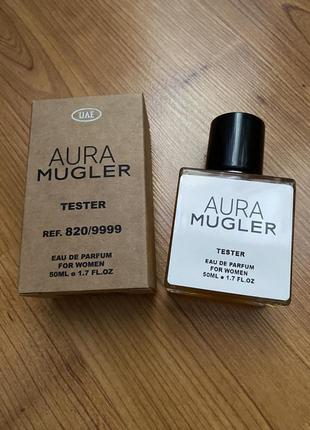 UAE
AURA
MUGLER
TESTER
REF. 820/9999
EAU DE PARFUM
FOR WOMEN
50ML e 1.7 FL.OZ
AURA
MUGLER
TESTER
EAU DE PARFUM
FOR WOMEN
50ML e 1.7 FL.OZ